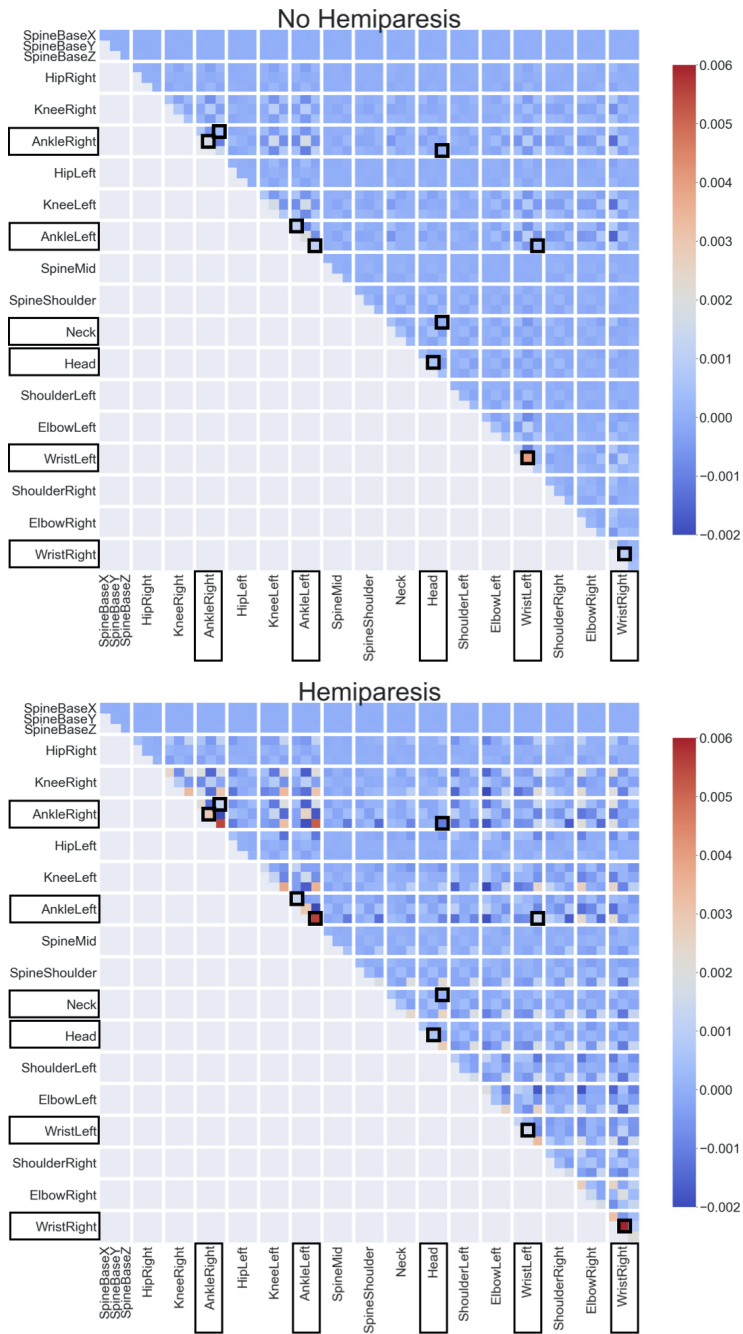 No Hemiparesis
SpineBaseX
SpineBaseY
SpineBaseZ
HipRight
KneeRight
AnkleRight
HipLeft
KneeLeft
AnkleLeft
SpineMid
SpineShoulder
Neck
Head
ShoulderLeft
ElbowLeft
WristLeft
ShoulderRight
ElbowRight
WristRight
0.006
0.005
0.004
0.003
0.002
0.001
0.000
−0.001
−0.002
SpineBaseX
SpineBaseY
SpineBaseZ
HipRight
KneeRight
AnkleRight
HipLeft
KneeLeft
AnkleLeft
SpineMid
SpineShoulder
Neck
Head
ShoulderLeft
ElbowLeft
WristLeft
ShoulderRight
ElbowRight
WristRight
Hemiparesis
SpineBaseX
SpineBaseY
SpineBaseZ
HipRight
KneeRight
AnkleRight
HipLeft
KneeLeft
AnkleLeft
SpineMid
SpineShoulder
Neck
Head
ShoulderLeft
ElbowLeft
WristLeft
ShoulderRight
ElbowRight
WristRight
0.006
0.005
0.004
0.003
0.002
0.001
0.000
−0.001
−0.002
SpineBaseX
SpineBaseY
SpineBaseZ
HipRight
KneeRight
AnkleRight
HipLeft
KneeLeft
AnkleLeft
SpineMid
SpineShoulder
Neck
Head
ShoulderLeft
ElbowLeft
WristLeft
ShoulderRight
ElbowRight
WristRight